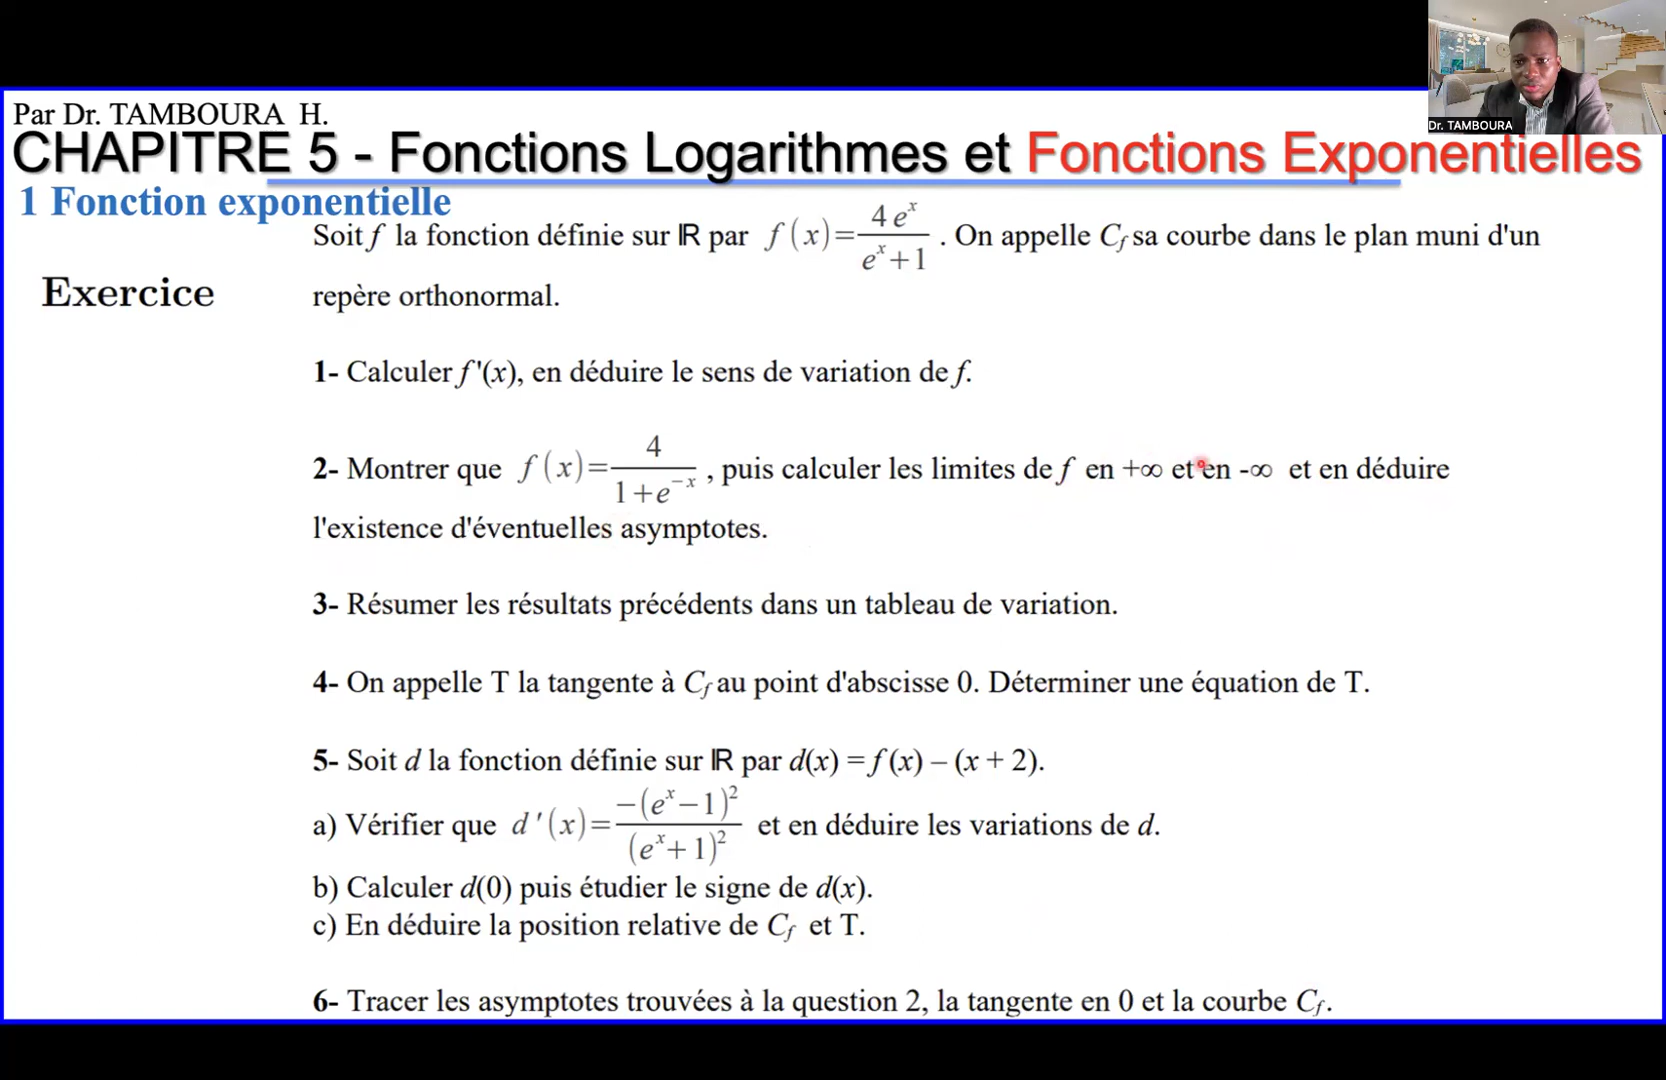 Dr. TAMBOURA
Par Dr. TAMBOURA H.
CHAPITRE 5 - Fonctions Logarithmes et Fonctions Exponentielles
1 Fonction exponentielle
Exercice
Soit f la fonction définie sur ℝ par f(x)=4e^x/(e^x+1). On appelle C_f sa courbe dans le plan muni d'un
repère orthonormal.
1- Calculer f'(x), en déduire le sens de variation de f.
2- Montrer que f(x)=4/(1+e^{-x}), puis calculer les limites de f en +∞ et en -∞ et en déduire
l'existence d'éventuelles asymptotes.
3- Résumer les résultats précédents dans un tableau de variation.
4- On appelle T la tangente à C_f au point d'abscisse 0. Déterminer une équation de T.
5- Soit d la fonction définie sur ℝ par d(x) = f(x) – (x + 2).
a) Vérifier que d'(x)=-(e^x-1)^2/(e^x+1)^2 et en déduire les variations de d.
b) Calculer d(0) puis étudier le signe de d(x).
c) En déduire la position relative de C_f et T.
6- Tracer les asymptotes trouvées à la question 2, la tangente en 0 et la courbe C_f.